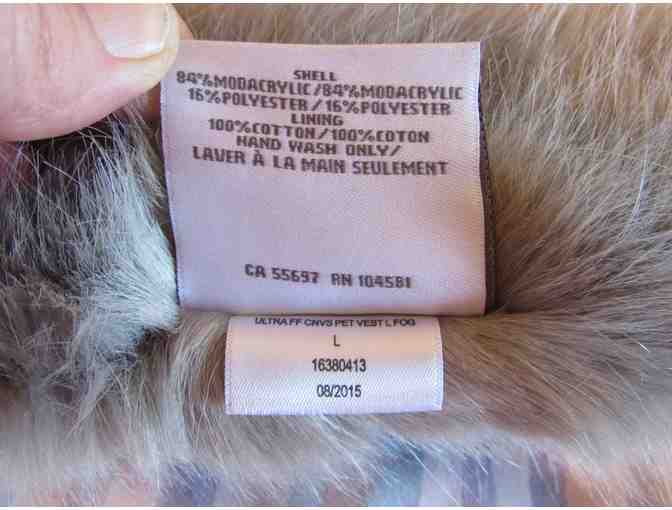 SHELL
84%MODACRYLIC/84%MODACRYLIC
16%POLYESTER/16%POLYESTER
LINING
100%COTTON/100%COTON
HAND WASH ONLY/
LAVER À LA MAIN SEULEMENT
CA 55697 RN 104581
ULTRA FF CNVS PET VEST L FOG
L
16380413
08/2015